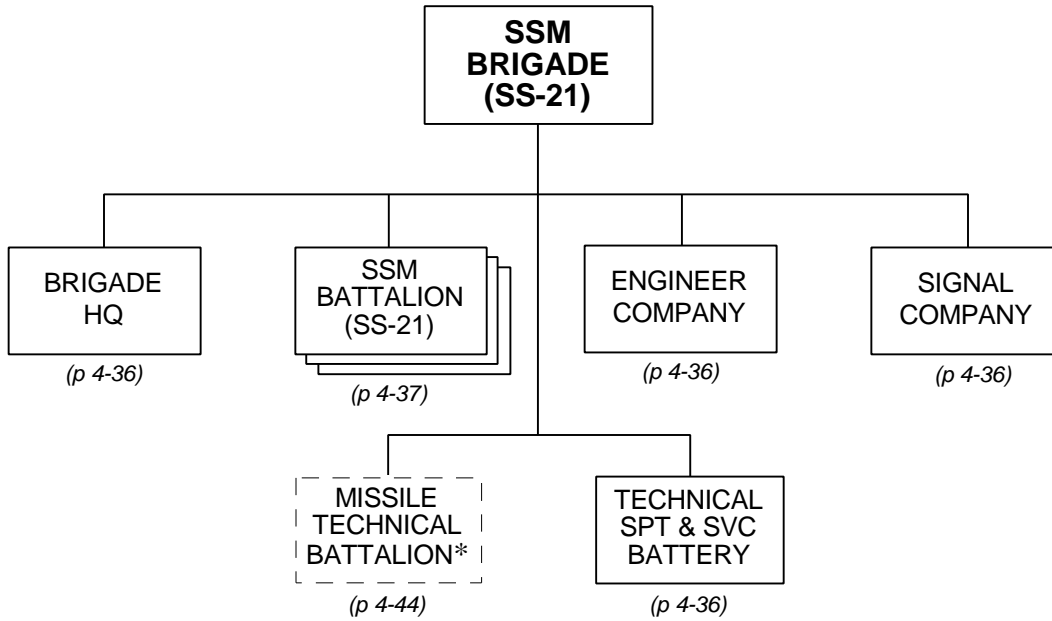 SSM
BRIGADE
(SS-21)
BRIGADE
HQ
(p 4-36)
SSM
BATTALION
(SS-21)
(p 4-37)
ENGINEER
COMPANY
(p 4-36)
SIGNAL
COMPANY
(p 4-36)
MISSILE
TECHNICAL
BATTALION*
(p 4-44)
TECHNICAL
SPT & SVC
BATTERY
(p 4-36)